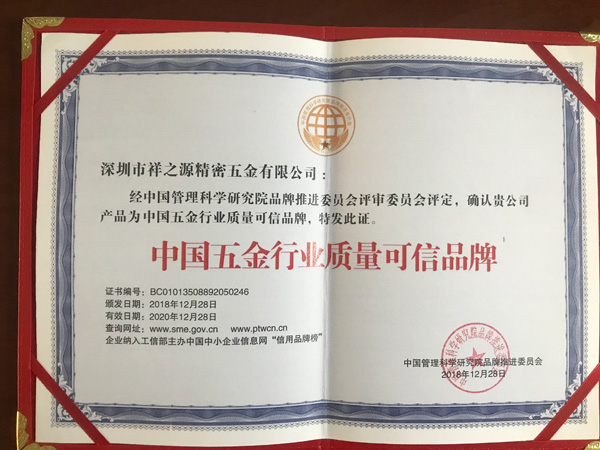 深圳市祥之源精密五金有限公司：
经中国管理科学研究院品牌推进委员会评审委员会评定，确认贵公司
产品为中国五金行业质量可信品牌，特发此证。
中国五金行业质量可信品牌
证书编号：BC01013508892050246
颁发日期：2018年12月28日
有效日期：2020年12月28日
查询网址：www.sme.gov.cn www.ptwcn.cn
企业纳入工信部主办中国中小企业信息网“信用品牌榜”
中国管理科学研究院品牌推进委员会
2018年12月28日